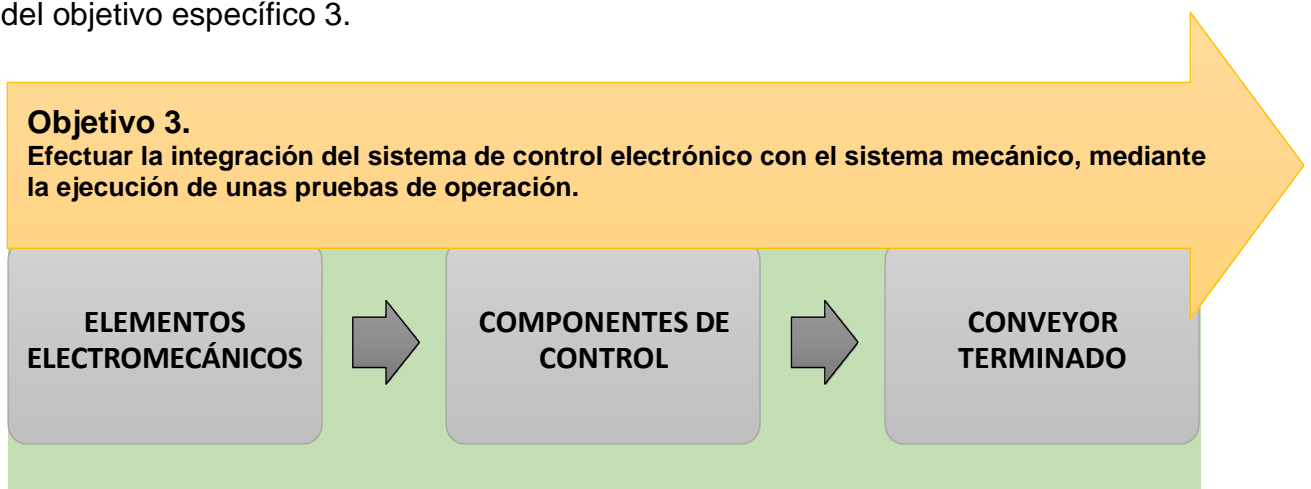 del objetivo específico 3.
Objetivo 3.
Efectuar la integración del sistema de control electrónico con el sistema mecánico, mediante
la ejecución de unas pruebas de operación.
ELEMENTOS
ELECTROMECÁNICOS
COMPONENTES DE
CONTROL
CONVEYOR
TERMINADO